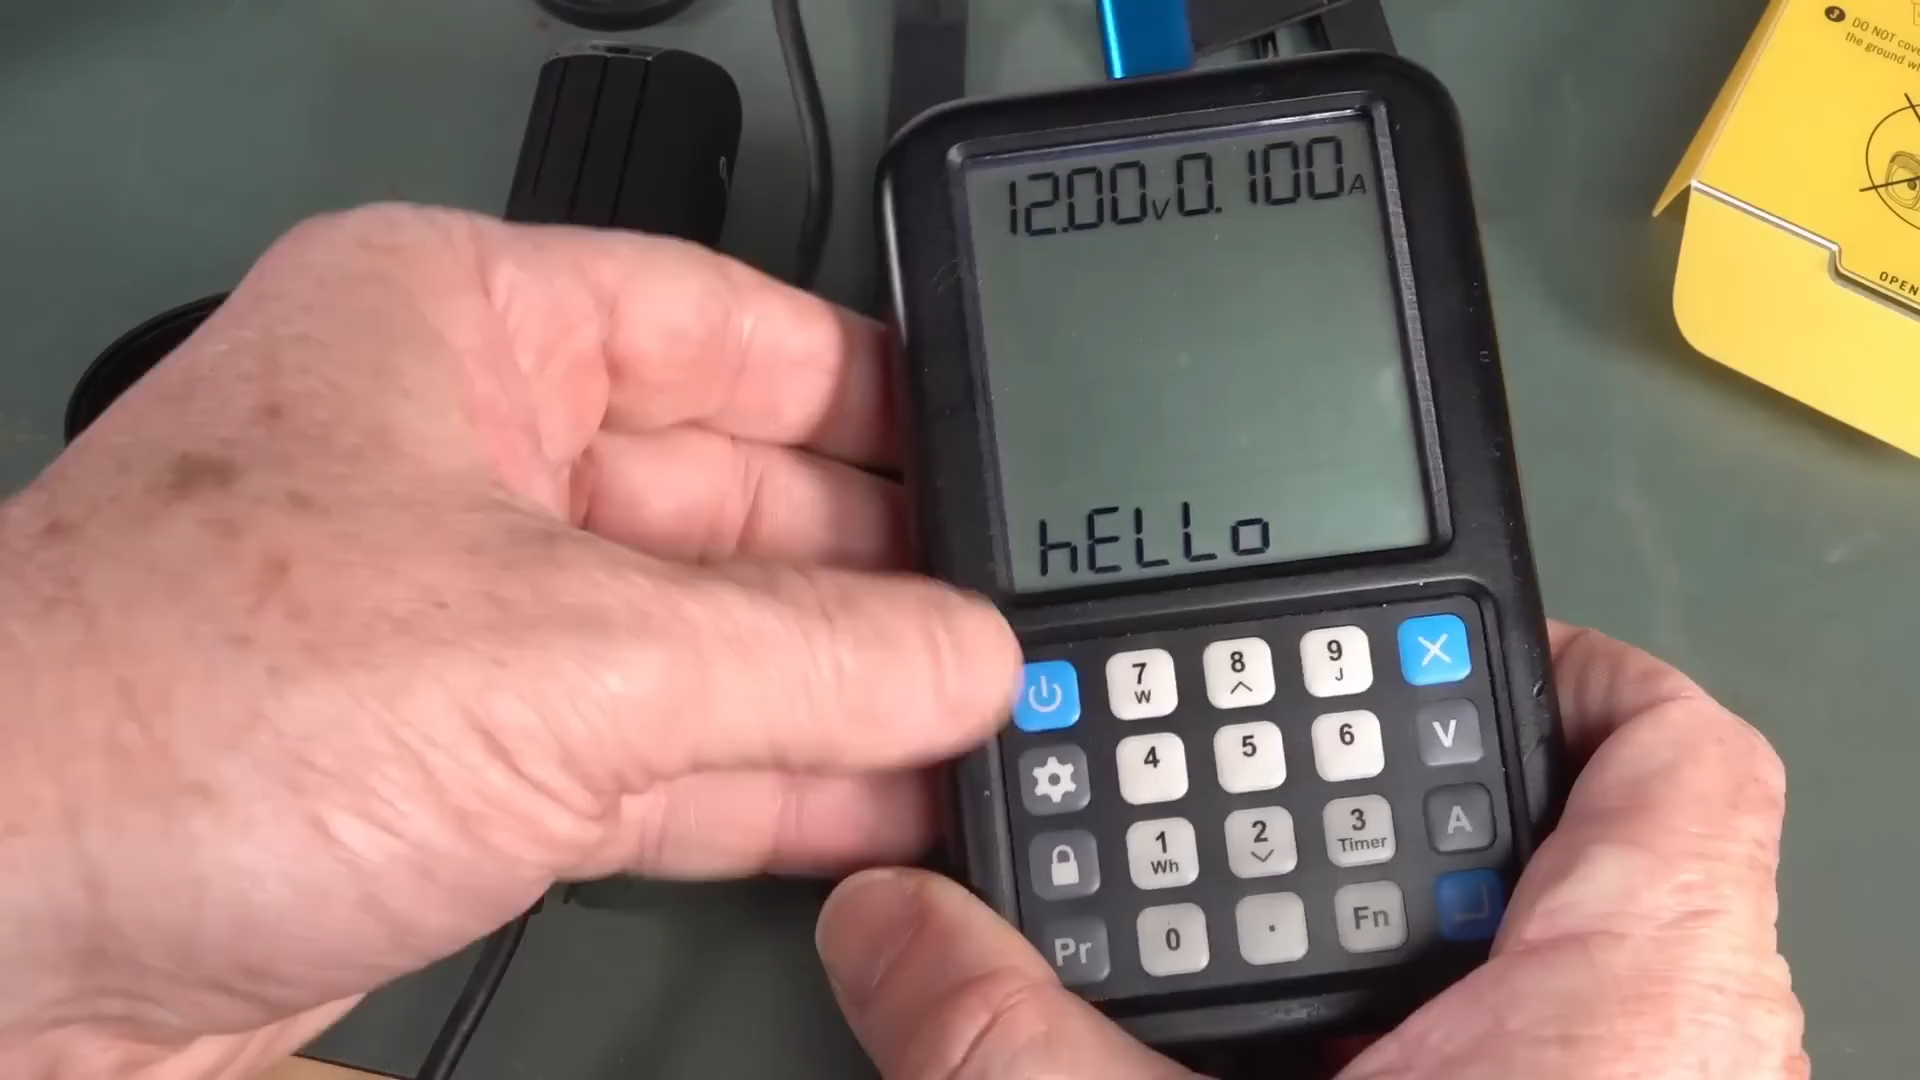 ❸ DO NOT
the ground
OPEN
12.00V 0.100A
hELLo
7 8 9
W J
4 5 6 V
1 2 3 A
Wh Timer
Pr 0 . Fn